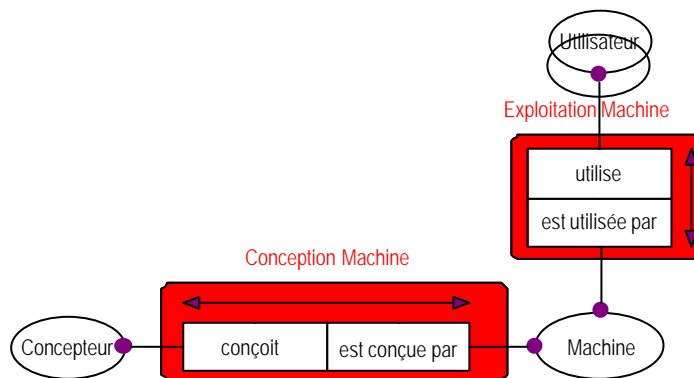 Utilisateur
Exploitation Machine
utilise
est utilisée par
Conception Machine
Concepteur
conçoit
est conçue par
Machine